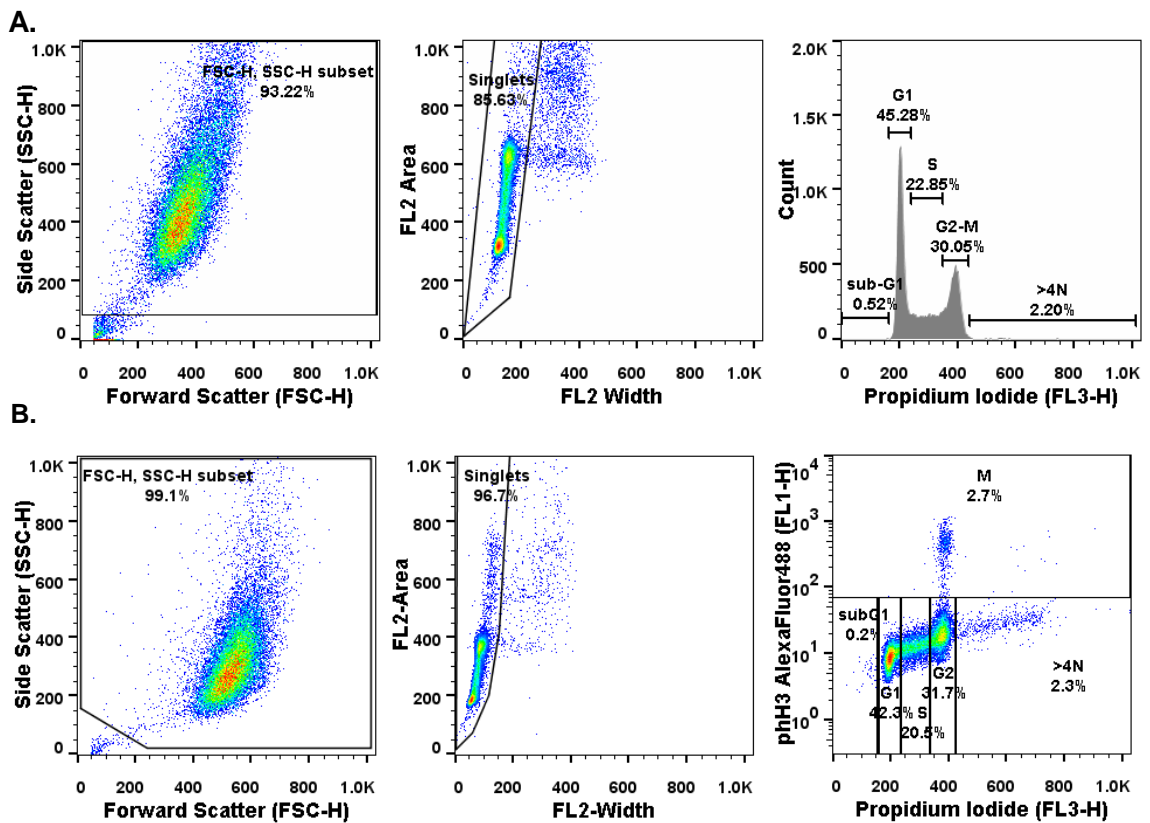 A.
1.0K
800
600
400
200
0
0 200 400 600 800 1.0K
Side Scatter (SSC-H)
Forward Scatter (FSC-H)
FSC-H, SSC-H subset
93.22%
1.0K
800
600
400
200
0
0 200 400 600 800 1.0K
FL2 Area
FL2 Width
Singlets
85.63%
2.0K
1.5K
1.0K
500
0
0 200 400 600 800 1.0K
Count
Propidium Iodide (FL3-H)
G1
45.28%
S
22.85%
G2-M
30.05%
sub-G1
0.52%
>4N
2.20%
B.
1.0K
800
600
400
200
0
0 200 400 600 800 1.0K
Side Scatter (SSC-H)
Forward Scatter (FSC-H)
FSC-H, SSC-H subset
99.1%
1.0K
800
600
400
200
0
0 200 400 600 800 1.0K
FL2-Area
FL2-Width
Singlets
96.7%
10^4
10^3
10^2
10^1
10^0
0 200 400 600 800 1.0K
phH3 AlexaFluor488 (FL1-H)
Propidium Iodide (FL3-H)
M
2.7%
subG1
0.2%
G1
42.3%
S
20.5%
G2
31.7%
>4N
2.3%